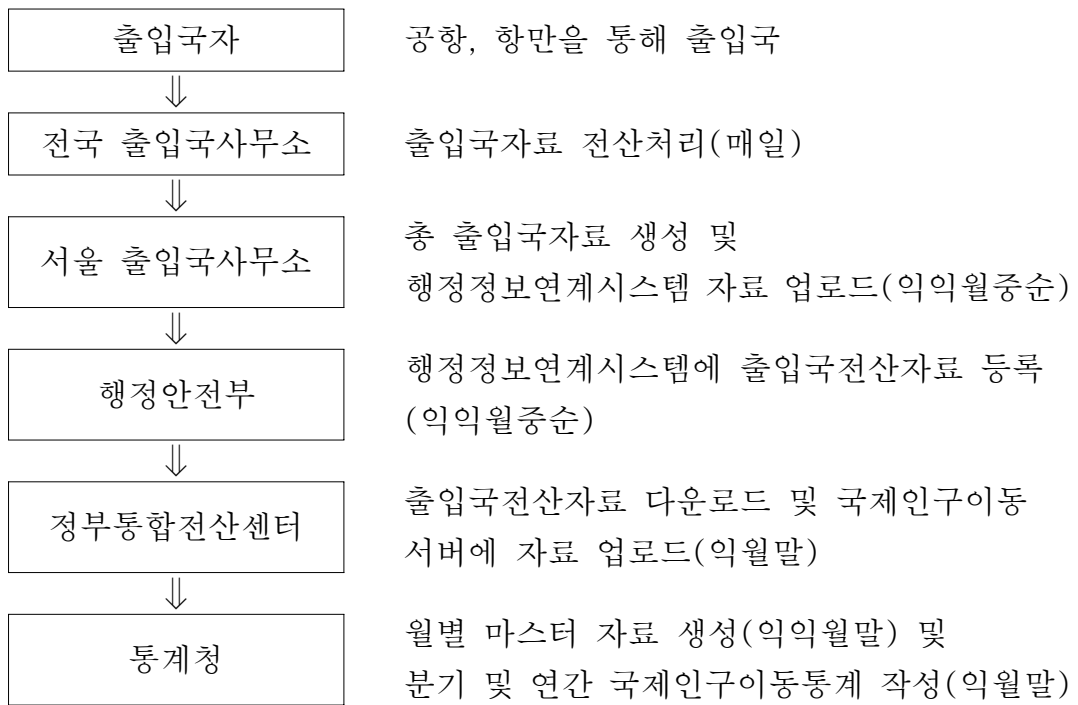 출입국자
공항, 항만을 통해 출입국
⇓
전국 출입국사무소
출입국자료 전산처리(매일)
⇓
서울 출입국사무소
총 출입국자료 생성 및
행정정보연계시스템 자료 업로드(익익월중순)
⇓
행정안전부
행정정보연계시스템에 출입국전산자료 등록
(익익월중순)
⇓
정부통합전산센터
출입국전산자료 다운로드 및 국제인구이동
서버에 자료 업로드(익월말)
⇓
통계청
월별 마스터 자료 생성(익익월말) 및
분기 및 연간 국제인구이동통계 작성(익월말)